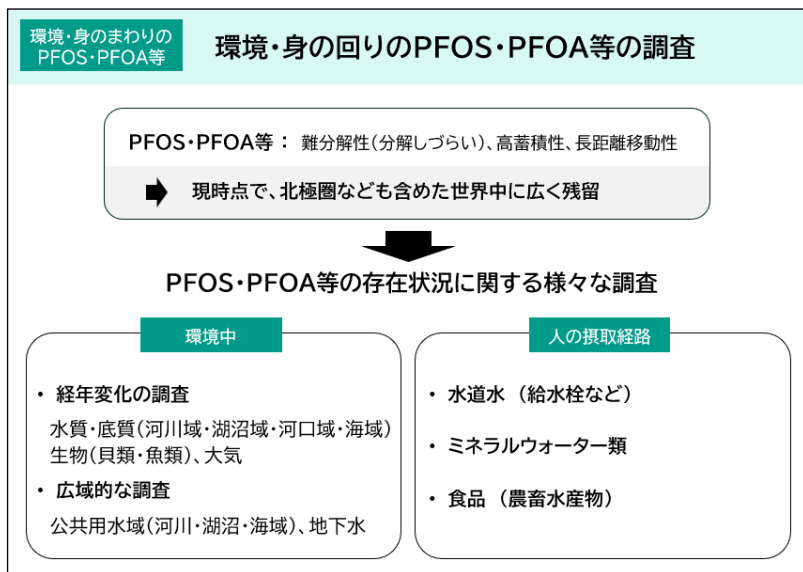 環境・身のまわりの
PFOS・PFOA等
環境・身の回りのPFOS・PFOA等の調査
PFOS・PFOA等 ： 難分解性（分解しづらい）、高蓄積性、長距離移動性
現時点で、北極圏なども含めた世界中に広く残留
PFOS・PFOA等の存在状況に関する様々な調査
環境中
・ 経年変化の調査
水質・底質（河川域・湖沼域・河口域・海域）
生物（貝類・魚類）、大気
・ 広域的な調査
公共用水域（河川・湖沼・海域）、地下水
人の摂取経路
・ 水道水 （給水栓など）
・ ミネラルウォーター類
・ 食品 （農畜水産物）